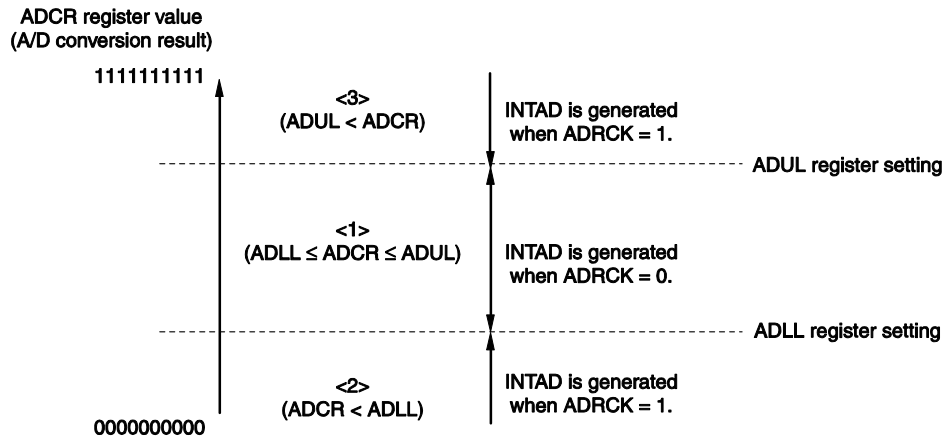 ADCR register value
(A/D conversion result)
1111111111
<3>
(ADUL < ADCR)
INTAD is generated
when ADRCK = 1.
ADUL register setting
<1>
(ADLL ≤ ADCR ≤ ADUL)
INTAD is generated
when ADRCK = 0.
ADLL register setting
<2>
(ADCR < ADLL)
INTAD is generated
when ADRCK = 1.
0000000000